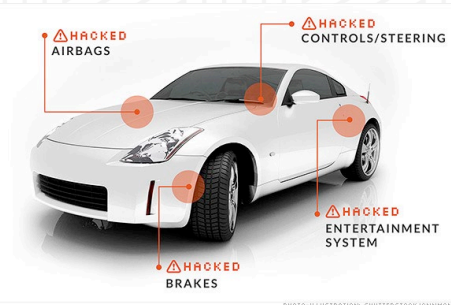 HACKED
AIRBAGS
HACKED
CONTROLS/STEERING
HACKED
ENTERTAINMENT
SYSTEM
HACKED
BRAKES